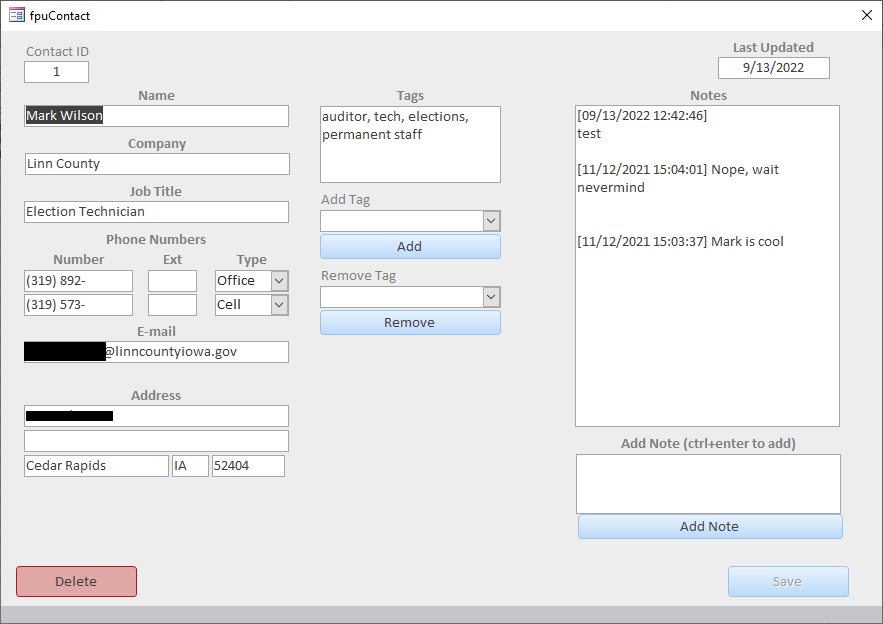 fpuContact
Contact ID
1
Last Updated
9/13/2022
Name
Mark Wilson
Company
Linn County
Job Title
Election Technician
Phone Numbers
Number Ext Type
(319) 892- Office
(319) 573- Cell
E-mail
@linncountyiowa.gov
Address
Cedar Rapids IA 52404
Tags
auditor, tech, elections,
permanent staff
Add Tag
Add
Remove Tag
Remove
Notes
[09/13/2022 12:42:46]
test
[11/12/2021 15:04:01] Nope, wait
nevermind
[11/12/2021 15:03:37] Mark is cool
Add Note (ctrl+enter to add)
Add Note
Delete
Save